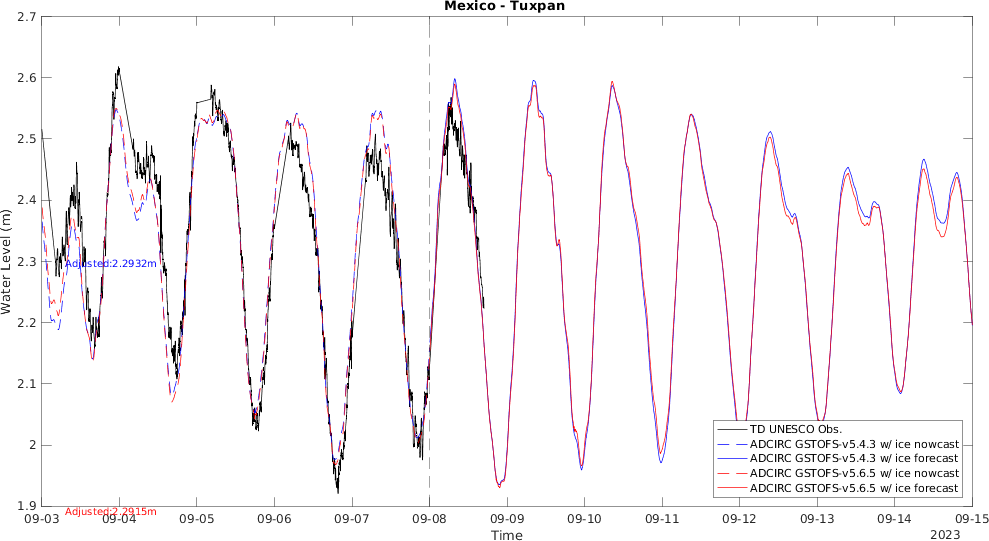 Mexico - Tuxpan
2.7
2.6
2.5
2.4
2.3
2.2
2.1
2
1.9
Water Level (m)
Adjusted:2.2932m
Adjusted:2.2915m
TD UNESCO Obs.
ADCIRC GSTOFS-v5.4.3 w/ ice nowcast
ADCIRC GSTOFS-v5.4.3 w/ ice forecast
ADCIRC GSTOFS-v5.6.5 w/ ice nowcast
ADCIRC GSTOFS-v5.6.5 w/ ice forecast
09-03 09-04 09-05 09-06 09-07 09-08 09-09 09-10 09-11 09-12 09-13 09-14 09-15
Time
2023